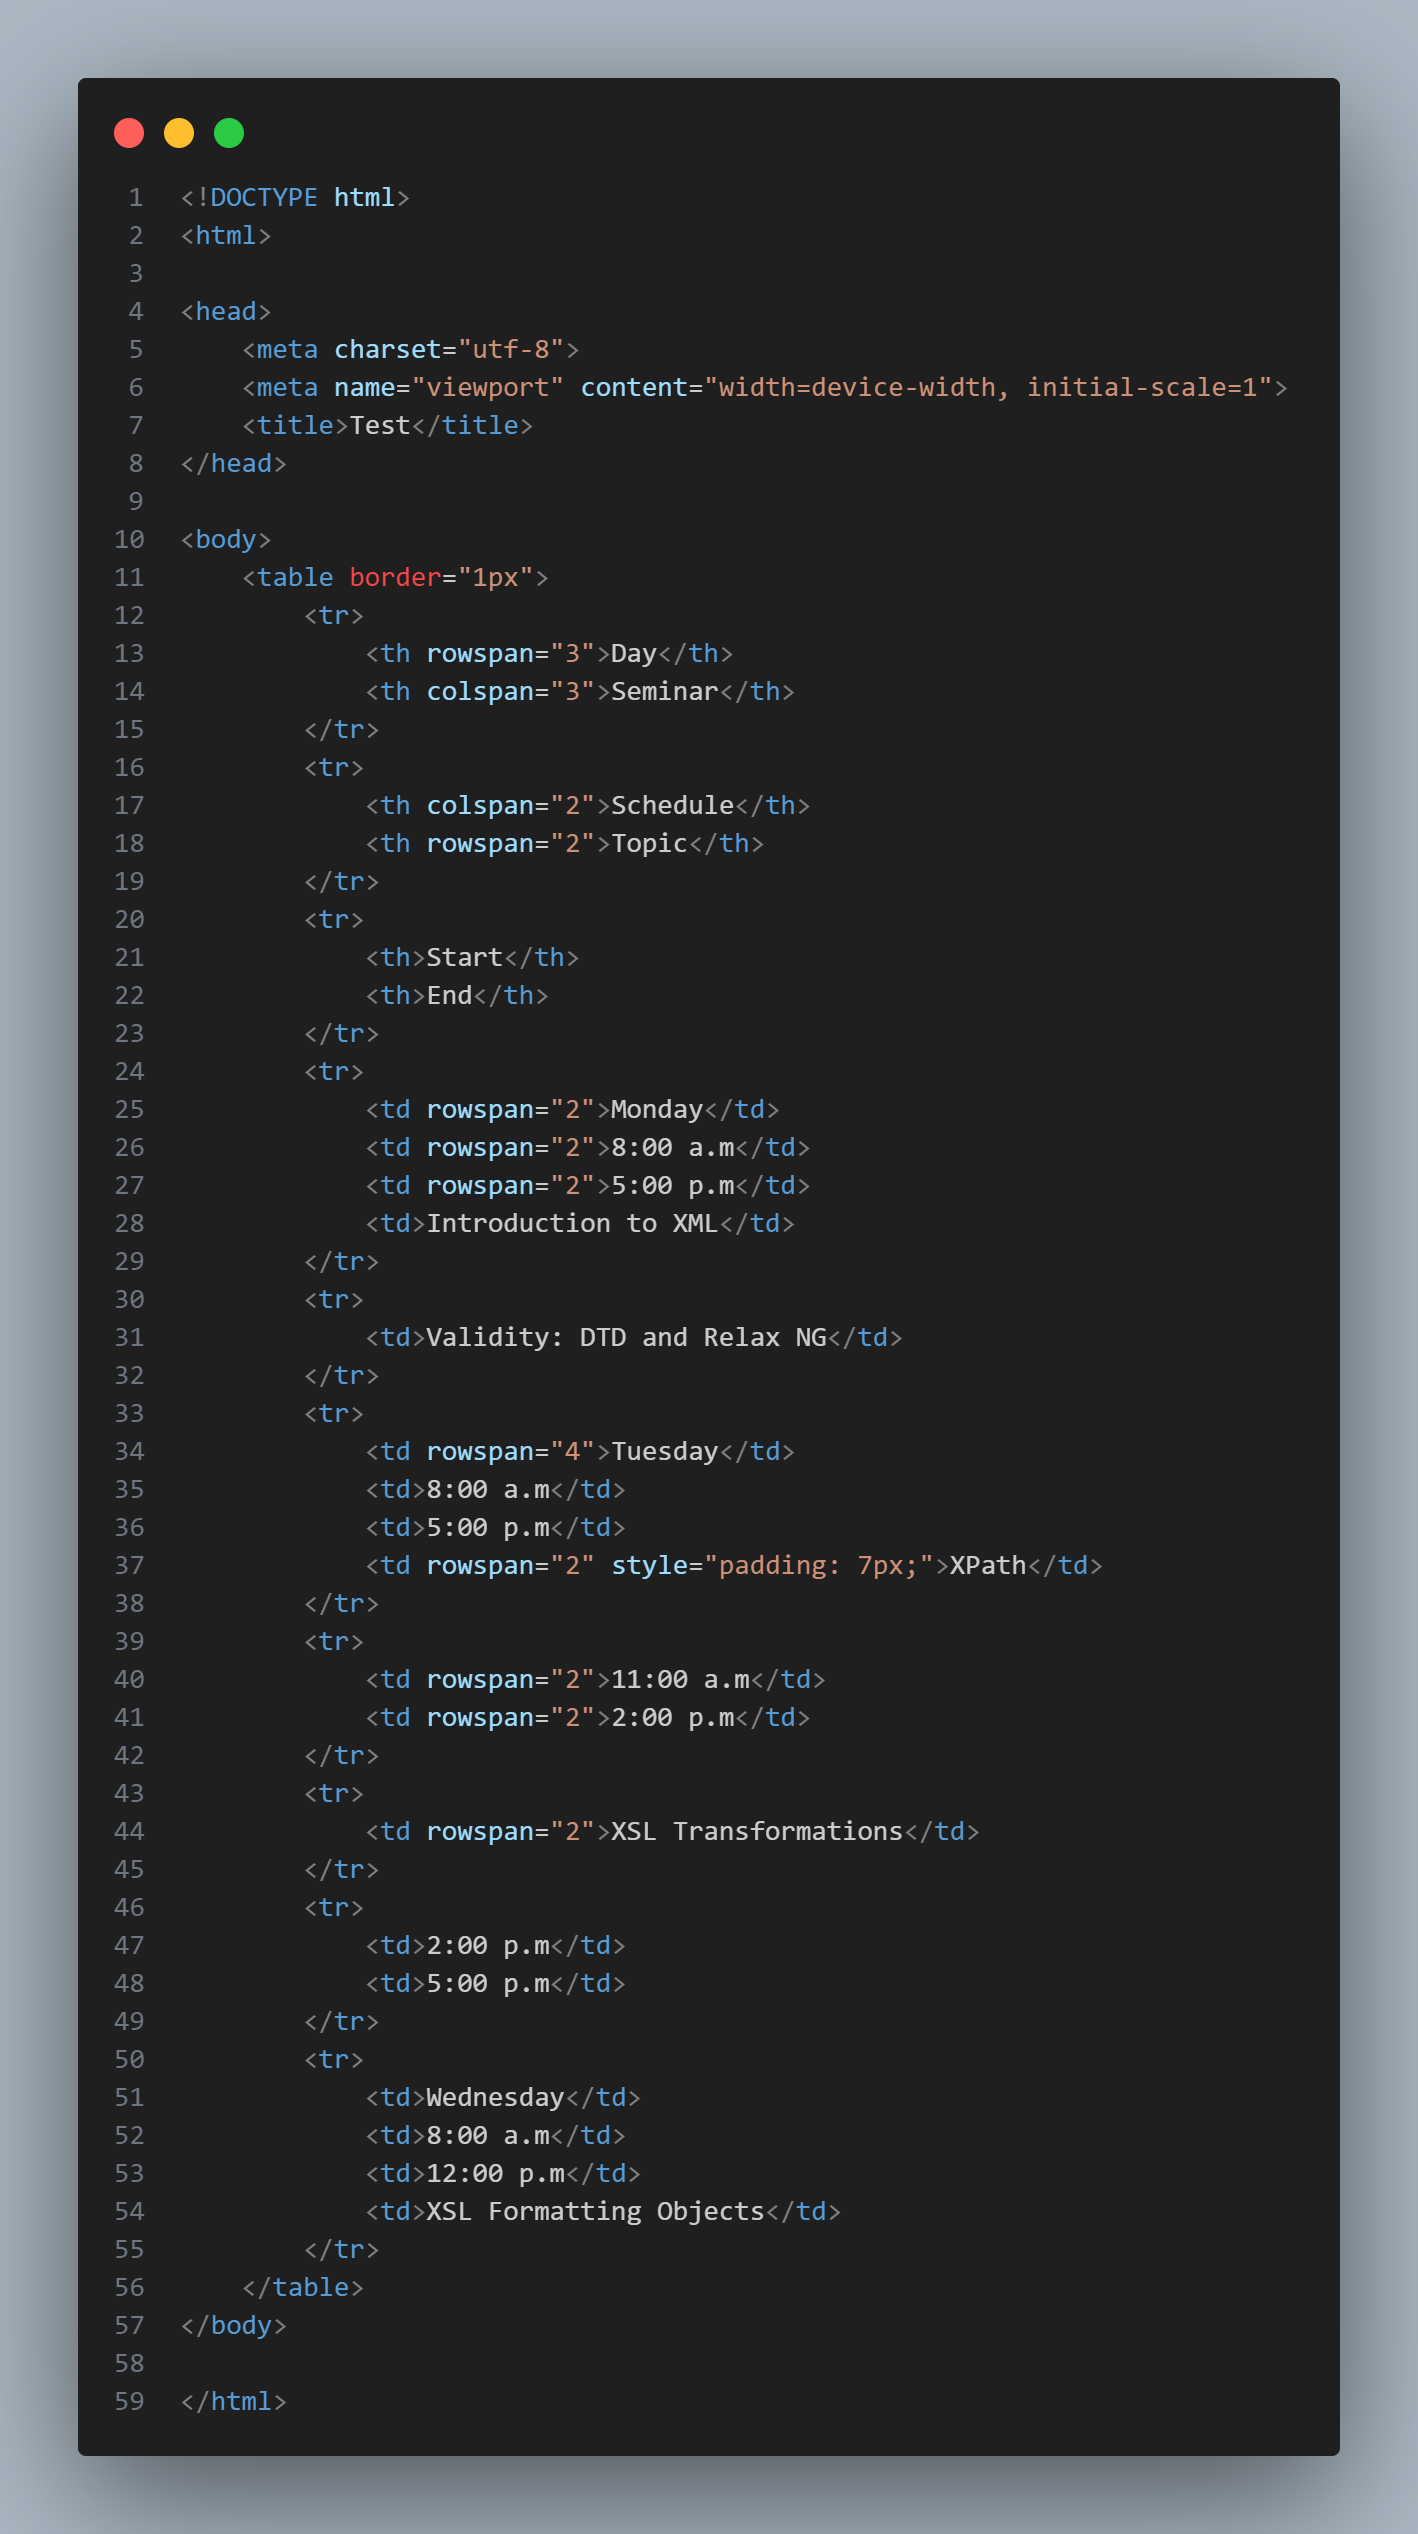 1 <!DOCTYPE html>
2 <html>
3
4 <head>
5     <meta charset="utf-8">
6     <meta name="viewport" content="width=device-width, initial-scale=1">
7     <title>Test</title>
8 </head>
9
10 <body>
11     <table border="1px">
12         <tr>
13             <th rowspan="3">Day</th>
14             <th colspan="3">Seminar</th>
15         </tr>
16         <tr>
17             <th colspan="2">Schedule</th>
18             <th rowspan="2">Topic</th>
19         </tr>
20         <tr>
21             <th>Start</th>
22             <th>End</th>
23         </tr>
24         <tr>
25             <td rowspan="2">Monday</td>
26             <td rowspan="2">8:00 a.m</td>
27             <td rowspan="2">5:00 p.m</td>
28             <td>Introduction to XML</td>
29         </tr>
30         <tr>
31             <td>Validity: DTD and Relax NG</td>
32         </tr>
33         <tr>
34             <td rowspan="4">Tuesday</td>
35             <td>8:00 a.m</td>
36             <td>5:00 p.m</td>
37             <td rowspan="2" style="padding: 7px;">XPath</td>
38         </tr>
39         <tr>
40             <td rowspan="2">11:00 a.m</td>
41             <td rowspan="2">2:00 p.m</td>
42         </tr>
43         <tr>
44             <td rowspan="2">XSL Transformations</td>
45         </tr>
46         <tr>
47             <td>2:00 p.m</td>
48             <td>5:00 p.m</td>
49         </tr>
50         <tr>
51             <td>Wednesday</td>
52             <td>8:00 a.m</td>
53             <td>12:00 p.m</td>
54             <td>XSL Formatting Objects</td>
55         </tr>
56     </table>
57 </body>
58
59 </html>